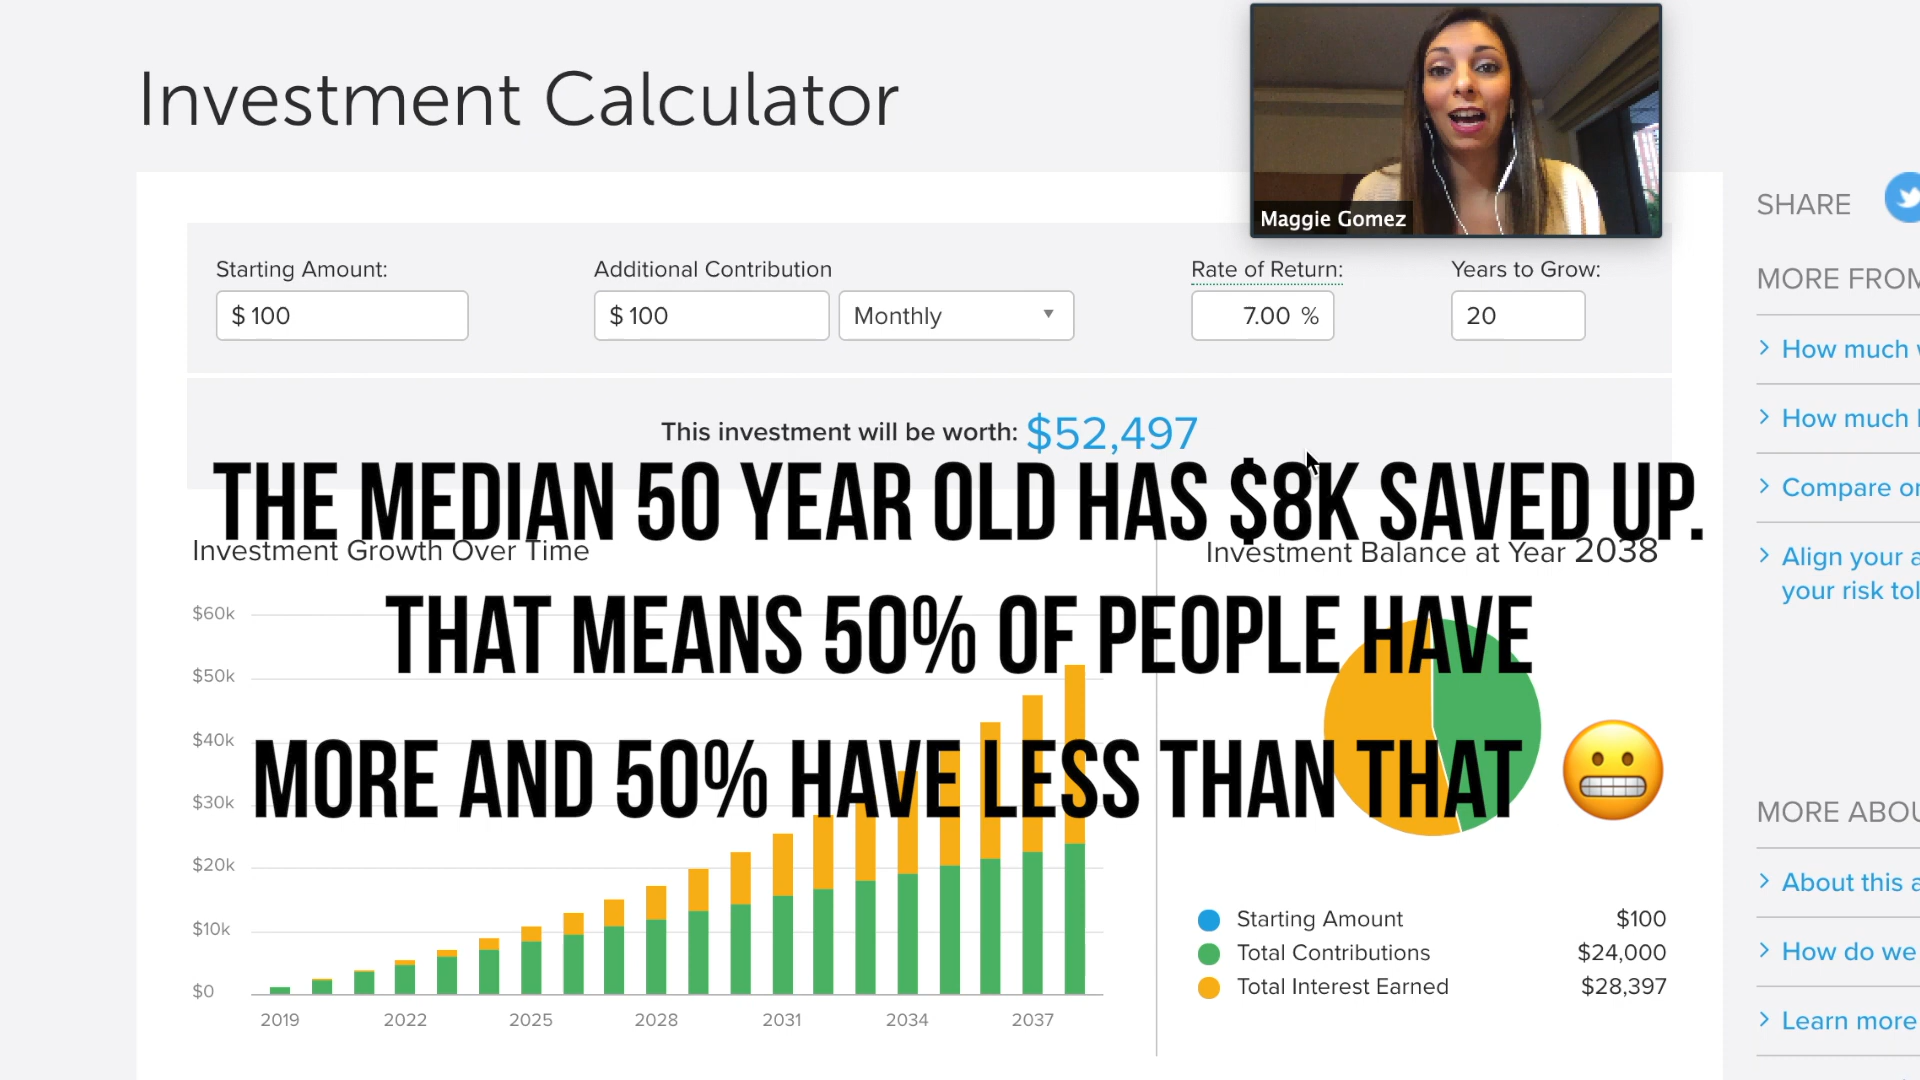 Investment Calculator
Maggie Gomez
SHARE
MORE FROM
Starting Amount:
Additional Contribution
Rate of Return:
Years to Grow:
$ 100
$ 100
Monthly
7.00 %
20
How much
How much
Compare
Align your
your risk
This investment will be worth: $52,497
THE MEDIAN 50 YEAR OLD HAS $8K SAVED UP.
THAT MEANS 50% OF PEOPLE HAVE
MORE AND 50% HAVE LESS THAN THAT
Investment Growth Over Time
$60k
$50k
$40k
$30k
$20k
$10k
$0
2019
2022
2025
2028
2031
2034
2037
Investment Balance at Year 2038
Starting Amount
$100
Total Contributions
$24,000
Total Interest Earned
$28,397
MORE
About this
How do we
Learn more